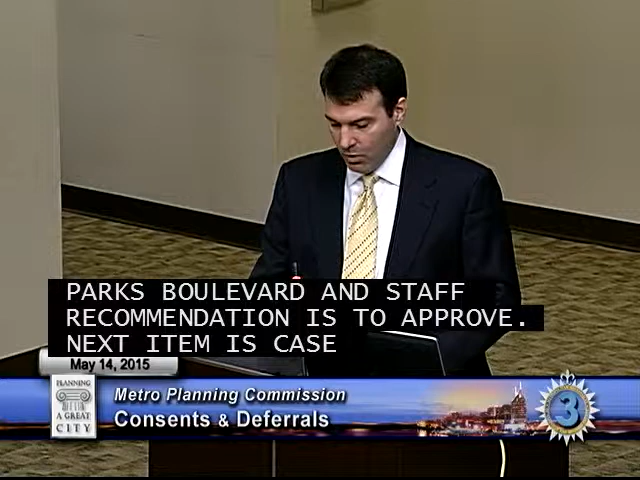 PARKS BOULEVARD AND STAFF
RECOMMENDATION IS TO APPROVE.
NEXT ITEM IS CASE
May 14, 2015
PLANNING
A GREAT
CITY
Metro Planning Commission
Consents & Deferrals
3